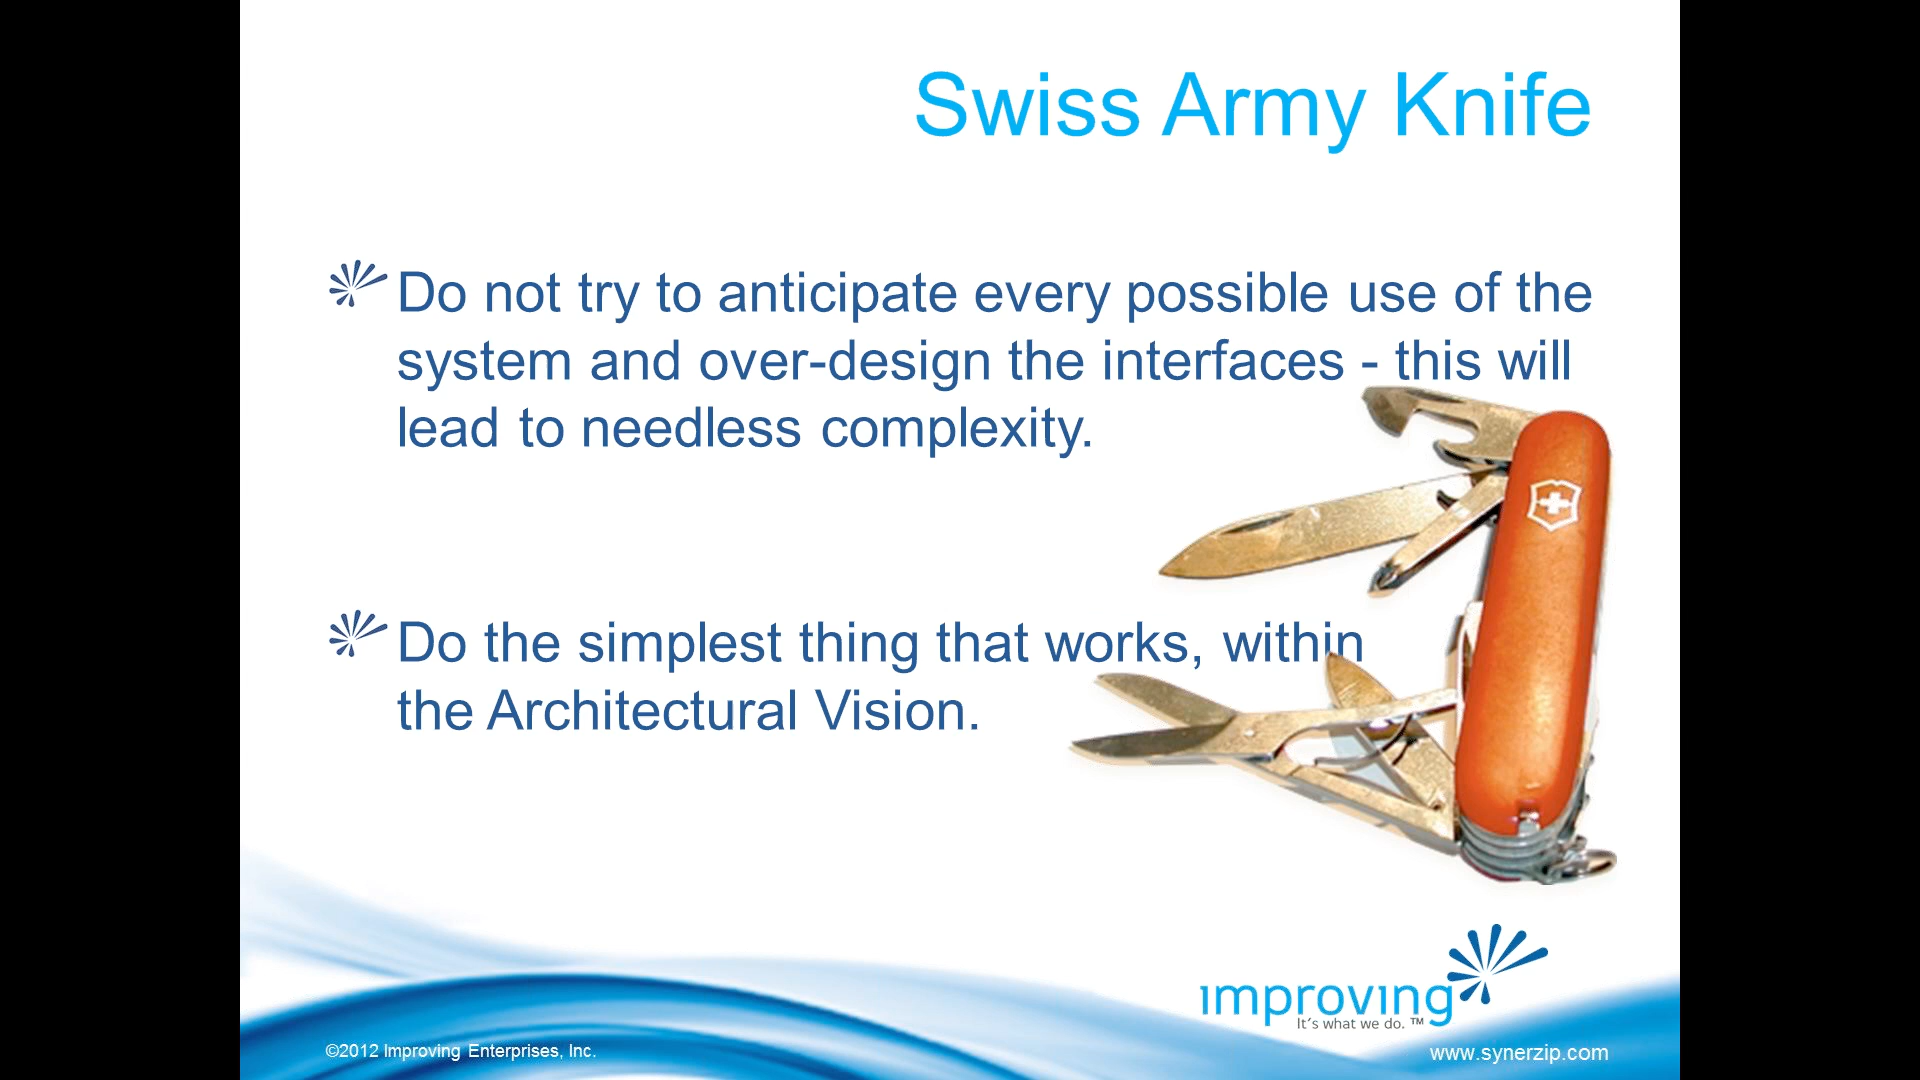 Swiss Army Knife
Do not try to anticipate every possible use of the
system and over-design the interfaces - this will
lead to needless complexity.
Do the simplest thing that works, within
the Architectural Vision.
improving
It's what we do. ™
©2012 Improving Enterprises, Inc.
www.synerzip.com